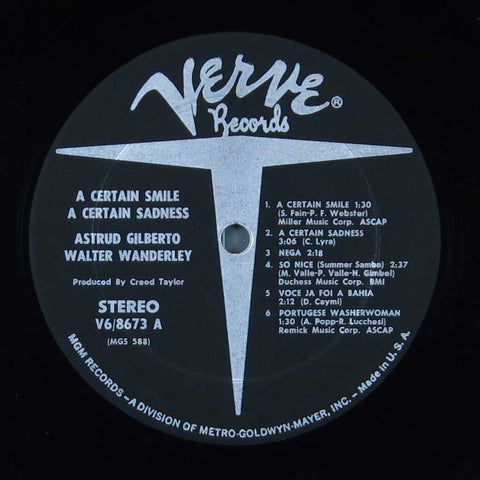 Verve®
Records
A CERTAIN SMILE
A CERTAIN SADNESS
ASTRUD GILBERTO
WALTER WANDERLEY
Produced by Creed Taylor
STEREO
V6/8673 A
(MGS 588)
1. A CERTAIN SMILE 1:30
(S. Fain-P. F. Webster)
Miller Music Corp. ASCAP
2. A CERTAIN SADNESS
3:06 (C. Lyra)
3 NEGA 2:18
4. SO NICE (Summer Samba) 2:37
(M. Valle-P. Valle-N. Gimbel)
Duchess Music Corp. BMI
5 VOCE JA FOI A BAHIA
2:12 (D. Caymi)
6 PORTUGESE WASHERWOMAN
1:30 (A. Popp-R. Lucchesi)
Remick Music Corp. ASCAP
MGM RECORDS—A DIVISION OF METRO-GOLDWYN-MAYER, INC.—Made in U. S. A.